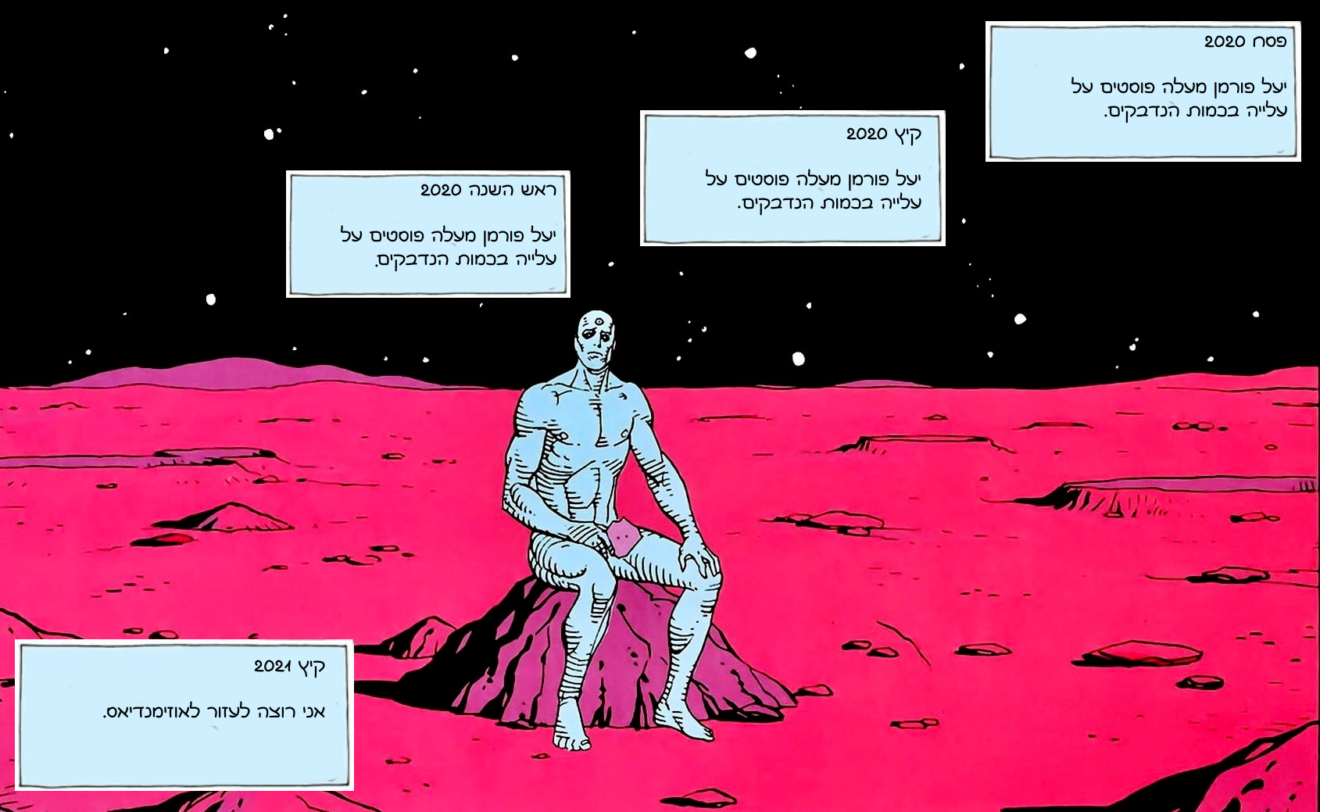 פסח 2020
יעל פורמן מעלה פוסטים על
עלייה בכמות הנדבקים.
קיץ 2020
יעל פורמן מעלה פוסטים על
עלייה בכמות הנדבקים.
ראש השנה 2020
יעל פורמן מעלה פוסטים על
עלייה בכמות הנדבקים.
קיץ 2021
אני רוצה לעזור לאוזימנדיאס.